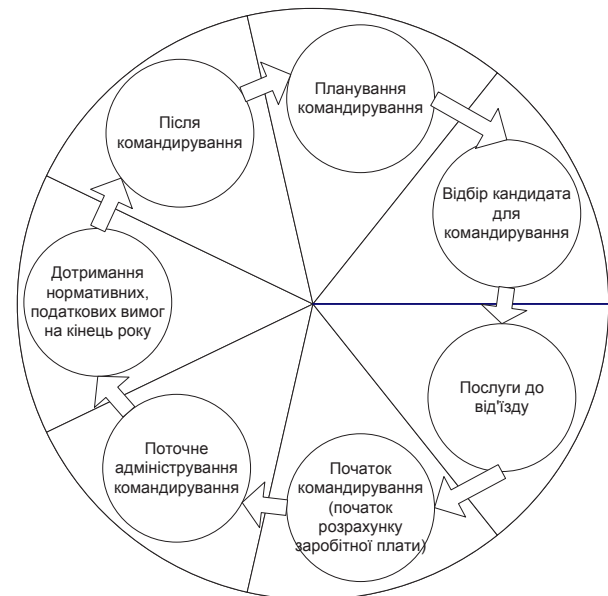 Планування
командирування
Відбір кандидата
для
командирування
Послуги до
від'їзду
Початок
командирування
(початок
розрахунку
заробітної плати)
Поточне
адміністрування
командирування
Дотримання
нормативних,
податкових вимог
на кінець року
Після
командирування